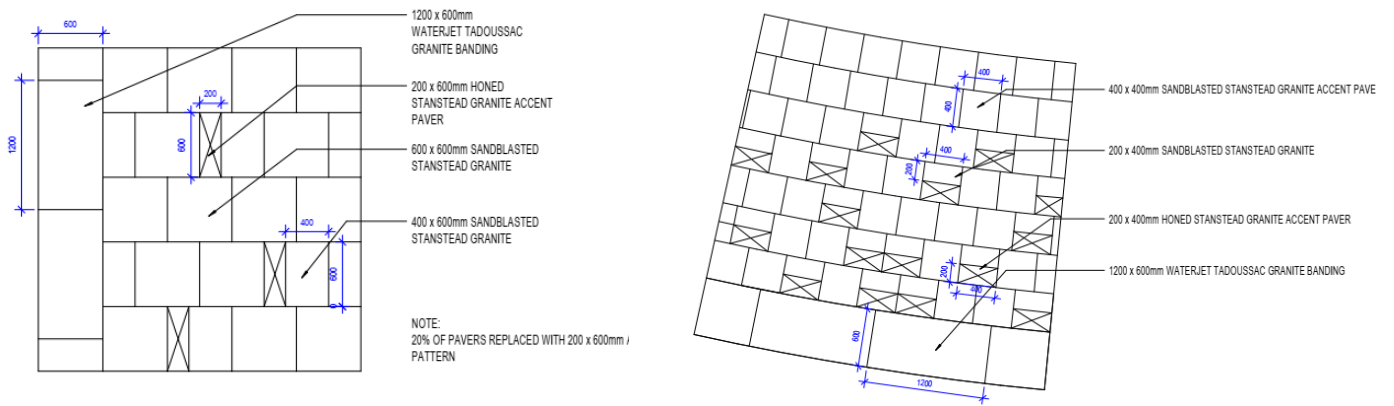 600
1200 x 600mm
WATERJET TADOUSSAC
GRANITE BANDING
200
200 x 600mm HONED
STANSTEAD GRANITE ACCENT
PAVER
600
1200
600 x 600mm SANDBLASTED
STANSTEAD GRANITE
400
400 x 600mm SANDBLASTED
STANSTEAD GRANITE
600
0
NOTE:
20% OF PAVERS REPLACED WITH 200 x 600mm
PATTERN
400
400 x 400mm SANDBLASTED STANSTEAD GRANITE ACCENT PAVE
400
400
200 x 400mm SANDBLASTED STANSTEAD GRANITE
200
200 x 400mm HONED STANSTEAD GRANITE ACCENT PAVER
200
1200 x 600mm WATERJET TADOUSSAC GRANITE BANDING
400
600
1200